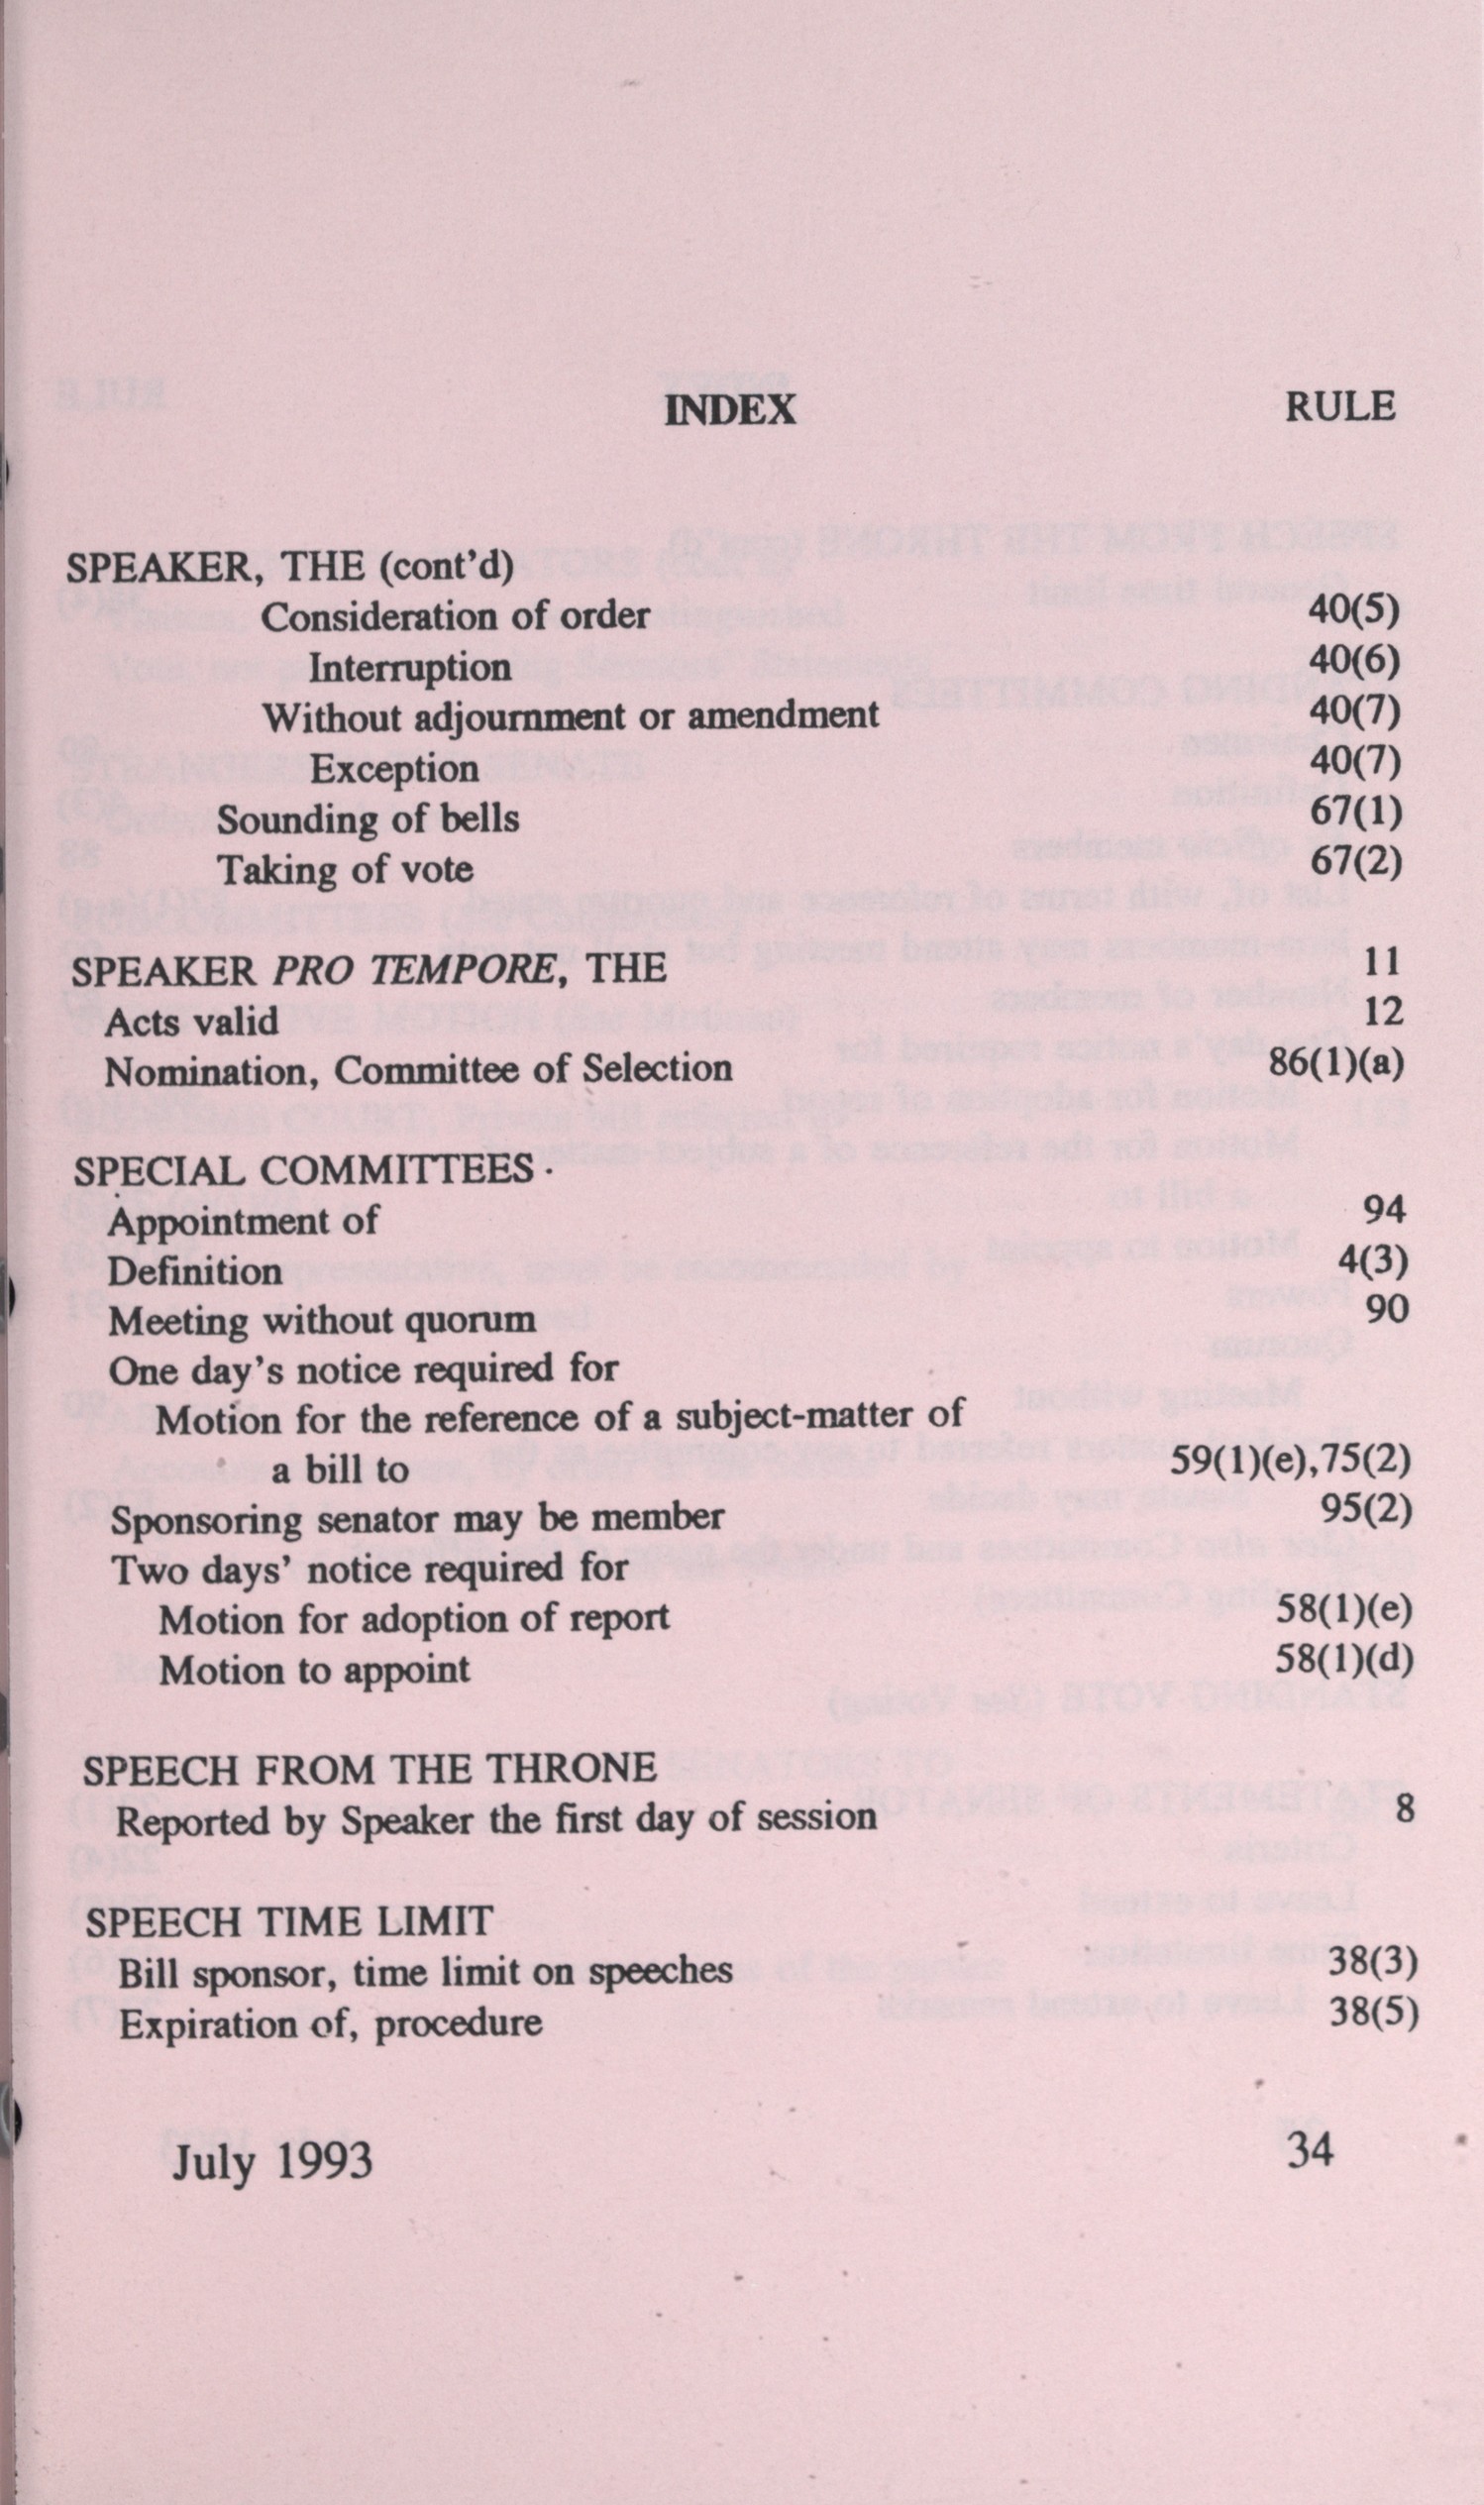 INDEX RULE
SPEAKER, THE (cont'd)
Consideration of order 40(5)
Interruption 40(6)
Without adjournment or amendment 40(7)
Exception 40(7)
Sounding of bells 67(1)
Taking of vote 67(2)
SPEAKER PRO TEMPORE, THE 11
Acts valid 12
Nomination, Committee of Selection 86(1)(a)
SPECIAL COMMITTEES
Appointment of 94
Definition 4(3)
Meeting without quorum 90
One day's notice required for
Motion for the reference of a subject-matter of
a bill to 59(1)(e),75(2)
Sponsoring senator may be member 95(2)
Two days' notice required for
Motion for adoption of report 58(1)(e)
Motion to appoint 58(1)(d)
SPEECH FROM THE THRONE
Reported by Speaker the first day of session 8
SPEECH TIME LIMIT
Bill sponsor, time limit on speeches 38(3)
Expiration of, procedure 38(5)
July 1993 34